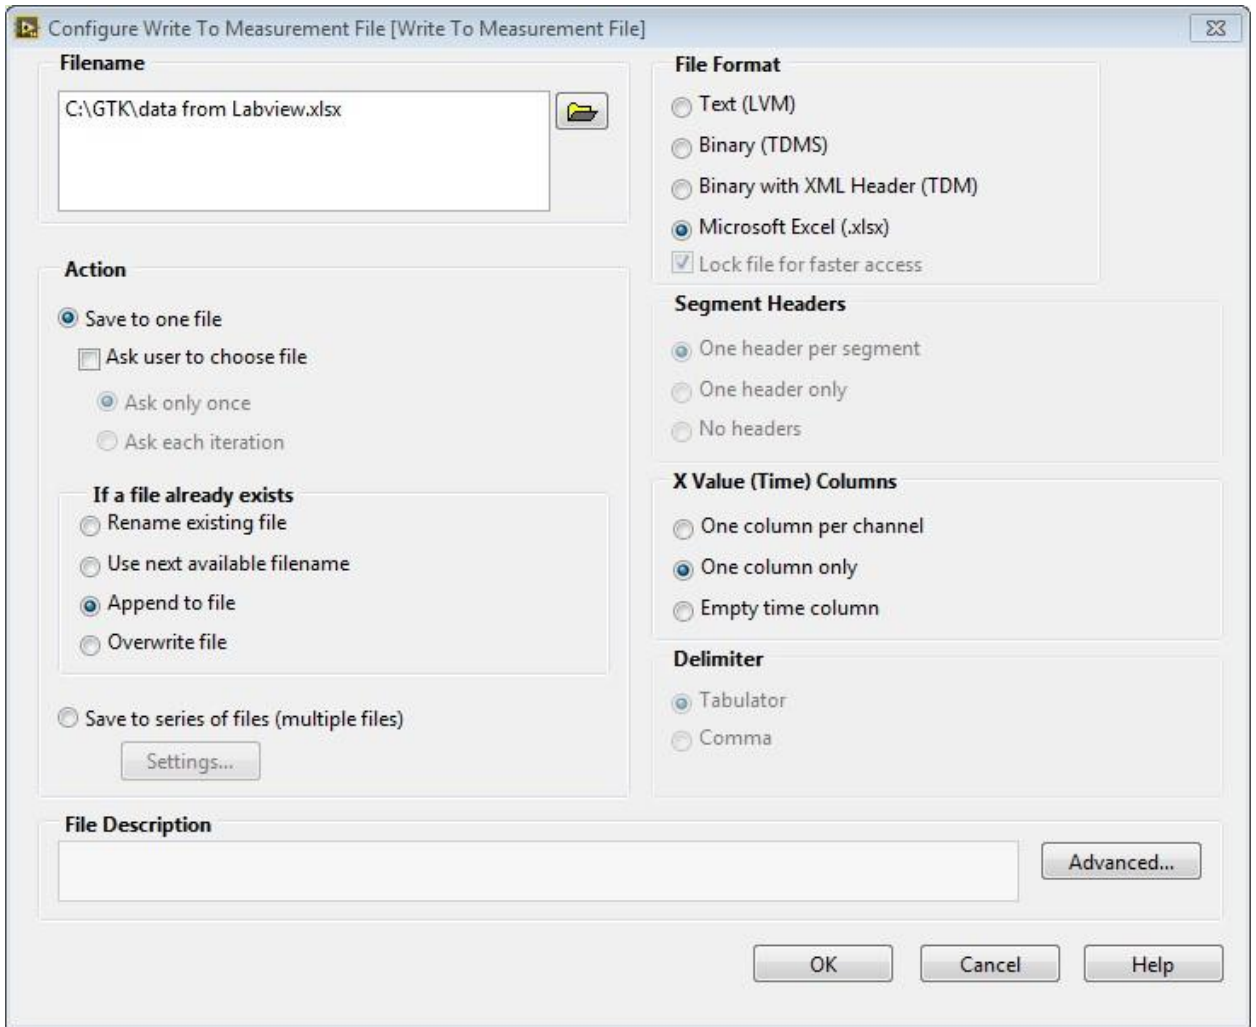 Configure Write To Measurement File [Write To Measurement File]
Filename
C:\GTK\data from Labview.xlsx
Action
Save to one file
Ask user to choose file
Ask only once
Ask each iteration
If a file already exists
Rename existing file
Use next available filename
Append to file
Overwrite file
Save to series of files (multiple files)
Settings...
File Format
Text (LVM)
Binary (TDMS)
Binary with XML Header (TDM)
Microsoft Excel (.xlsx)
Lock file for faster access
Segment Headers
One header per segment
One header only
No headers
X Value (Time) Columns
One column per channel
One column only
Empty time column
Delimiter
Tabulator
Comma
File Description
Advanced...
OK
Cancel
Help